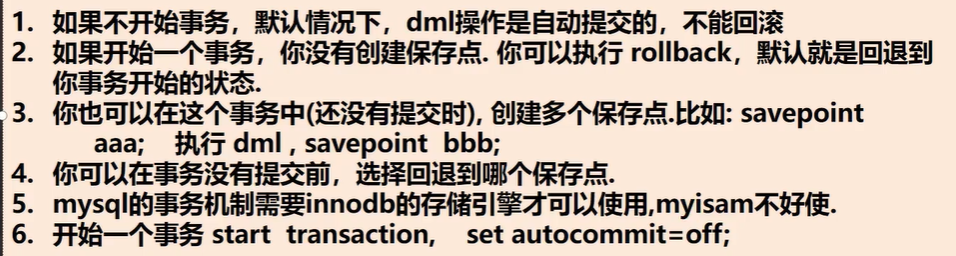 1. 如果不开始事务，默认情况下，dml操作是自动提交的，不能回滚
2. 如果开始一个事务，你没有创建保存点. 你可以执行 rollback，默认就是回退到
你事务开始的状态.
3. 你也可以在这个事务中(还没有提交时), 创建多个保存点.比如: savepoint
aaa; 执行 dml , savepoint bbb;
4. 你可以在事务没有提交前，选择回退到哪个保存点.
5. mysql的事务机制需要innodb的存储引擎才可以使用,myisam不好使.
6. 开始一个事务 start transaction, set autocommit=off;